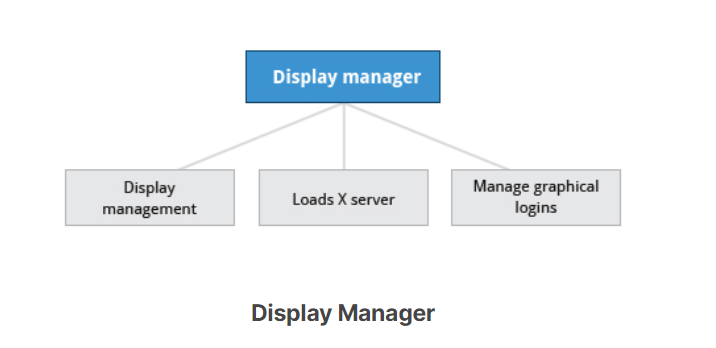 Display manager
Display
management
Loads X server
Manage graphical
logins
Display Manager